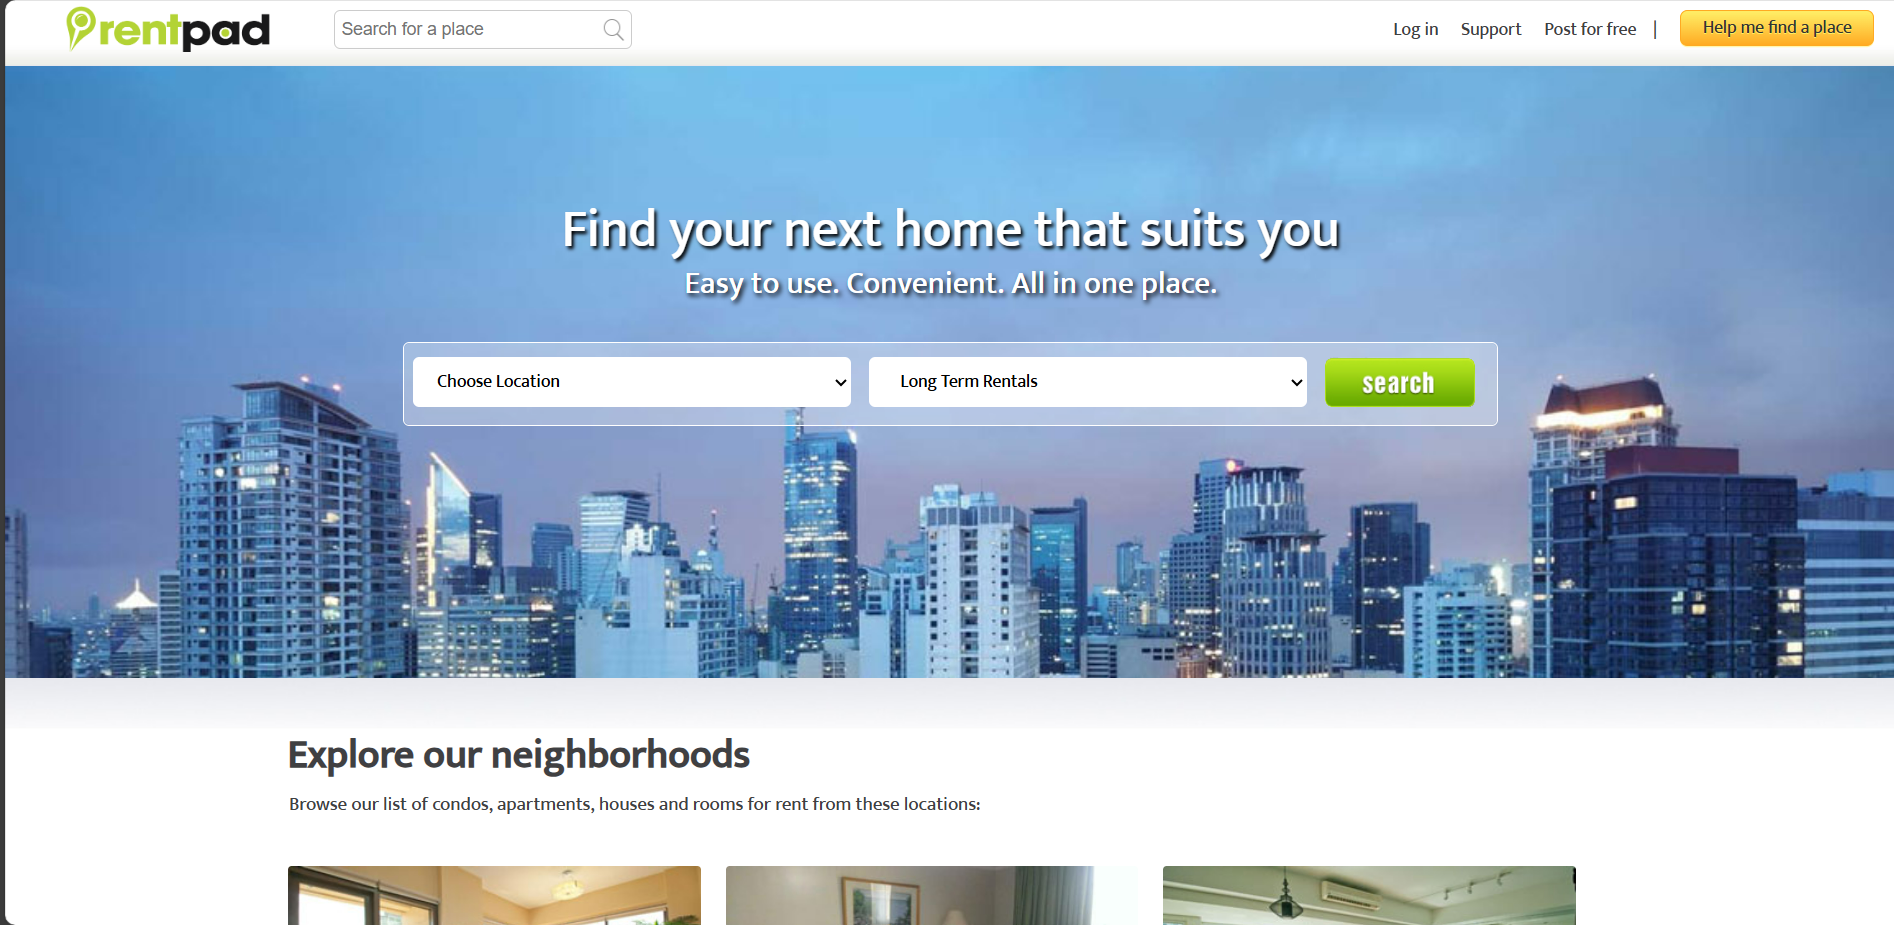 rentpad
Search for a place
Log in
Support
Post for free
|
Help me find a place
Find your next home that suits you
Easy to use. Convenient. All in one place.
Choose Location
Long Term Rentals
search
Explore our neighborhoods
Browse our list of condos, apartments, houses and rooms for rent from these locations: